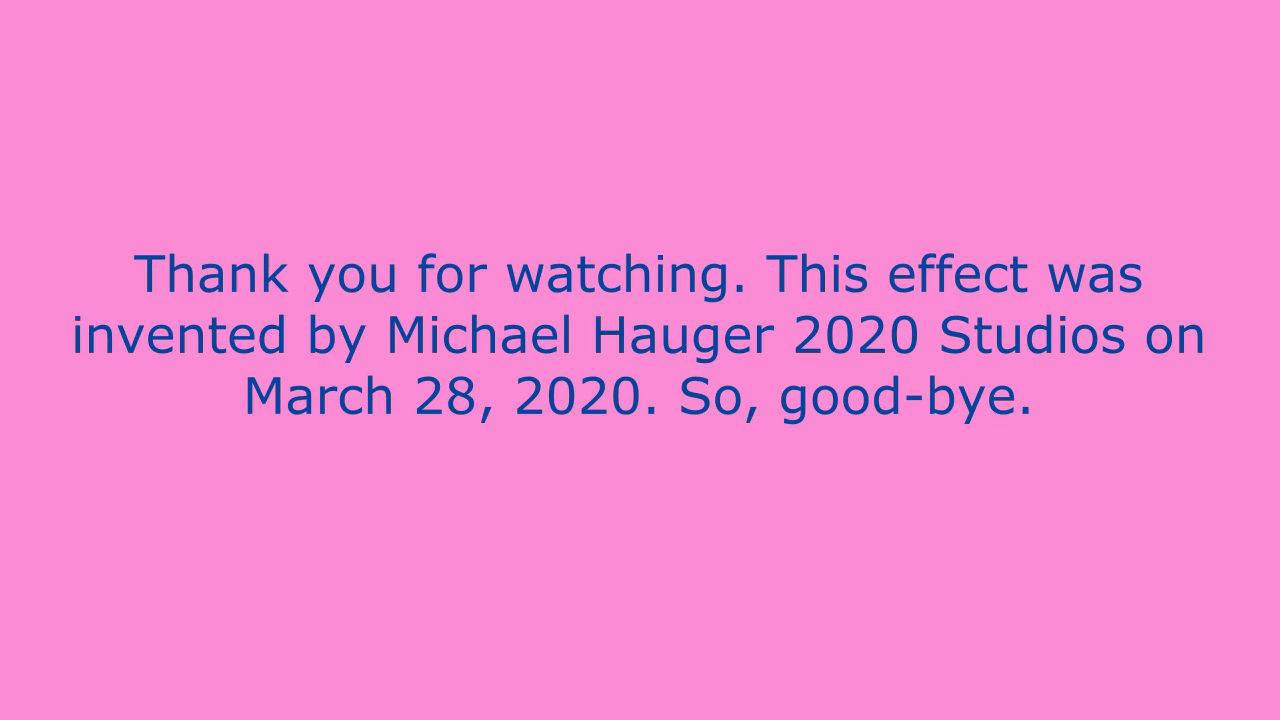 Thank you for watching. This effect was
invented by Michael Hauger 2020 Studios on
March 28, 2020. So, good-bye.